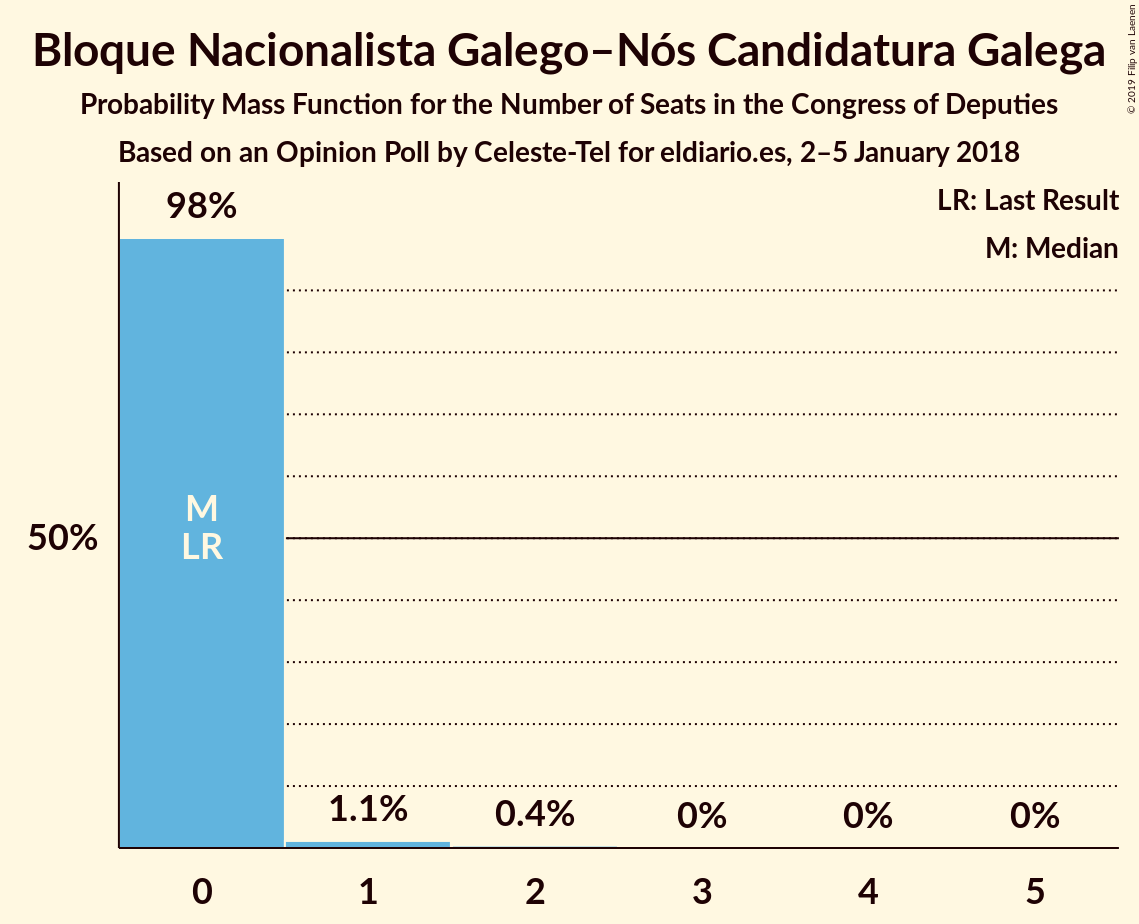 Bloque Nacionalista Galego–Nós Candidatura Galega
Probability Mass Function for the Number of Seats in the Congress of Deputies
Based on an Opinion Poll by Celeste-Tel for eldiario.es, 2–5 January 2018
© 2019 Filip van Laenen
LR: Last Result
M: Median
98%
M
LR
50%
1.1%
0.4%
0%
0%
0%
0
1
2
3
4
5